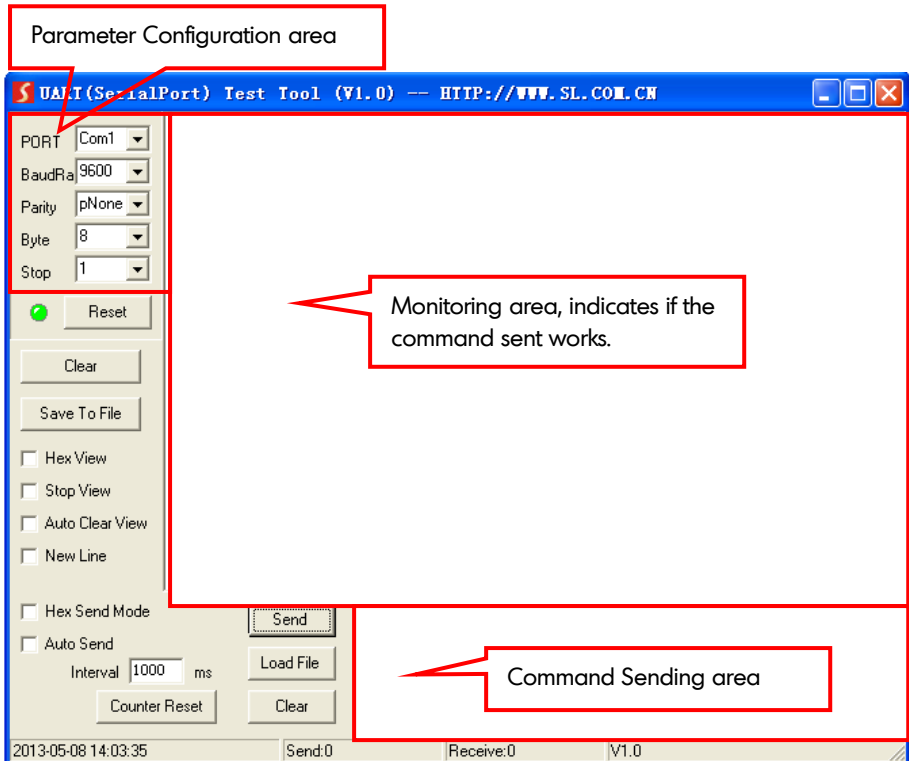 Parameter Configuration area
UART(SerialPort) Test Tool (V1.0) -- HTTP://WWW.SL.COM.CN
PORT Com1
BaudRa 9600
Parity pNone
Byte 8
Stop 1
Reset
Monitoring area, indicates if the
command sent works.
Clear
Save To File
Hex View
Stop View
Auto Clear View
New Line
Hex Send Mode
Send
Auto Send
Interval 1000 ms
Load File
Command Sending area
Counter Reset
Clear
2013-05-08 14:03:35 Send:0 Receive:0 V1.0